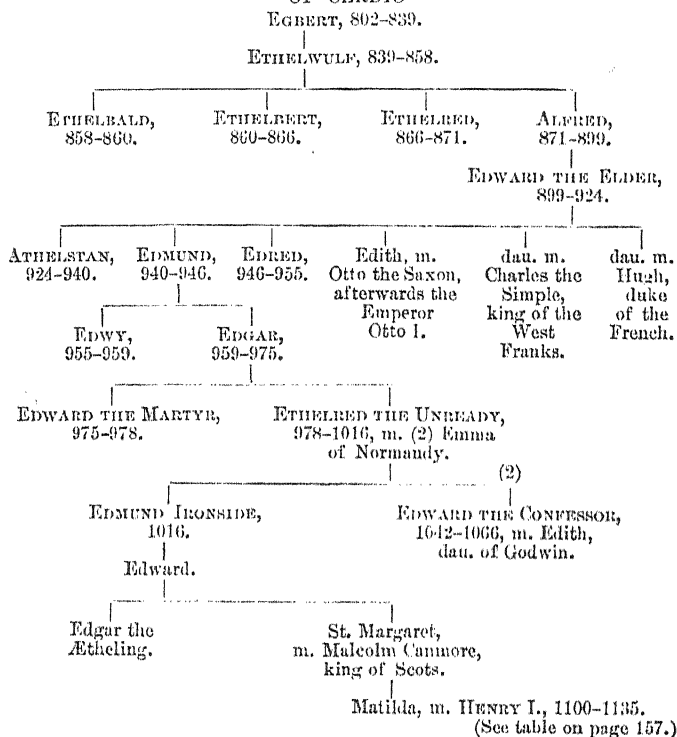 OF CERDIC
EGBERT, 802–839.
ETHELWULF, 839–858.
ETHELBALD, ETHELBERT, ETHELRED, ALFRED,
858–860. 860–866. 866–871. 871–899.
EDWARD THE ELDER,
899–924.
ATHELSTAN, EDMUND, EDRED, Edith, m. dau. m. dau. m.
924–940. 940–946. 946–955. Otto the Saxon, Charles the Hugh,
afterwards the Simple, duke
Emperor king of the of the
Otto I. West French.
Franks.
EDWY, EDGAR,
955–959. 959–975.
EDWARD THE MARTYR, ETHELRED THE UNREADY,
975–978. 978–1016, m. (2) Emma
of Normandy.
(2)
EDMUND IRONSIDE, EDWARD THE CONFESSOR,
1016. 1042–1066, m. Edith,
dau. of Godwin.
Edward.
Edgar the St. Margaret,
Ætheling. m. Malcolm Canmore,
king of Scots.
Matilda, m. HENRY I., 1100–1135.
(See table on page 157.)